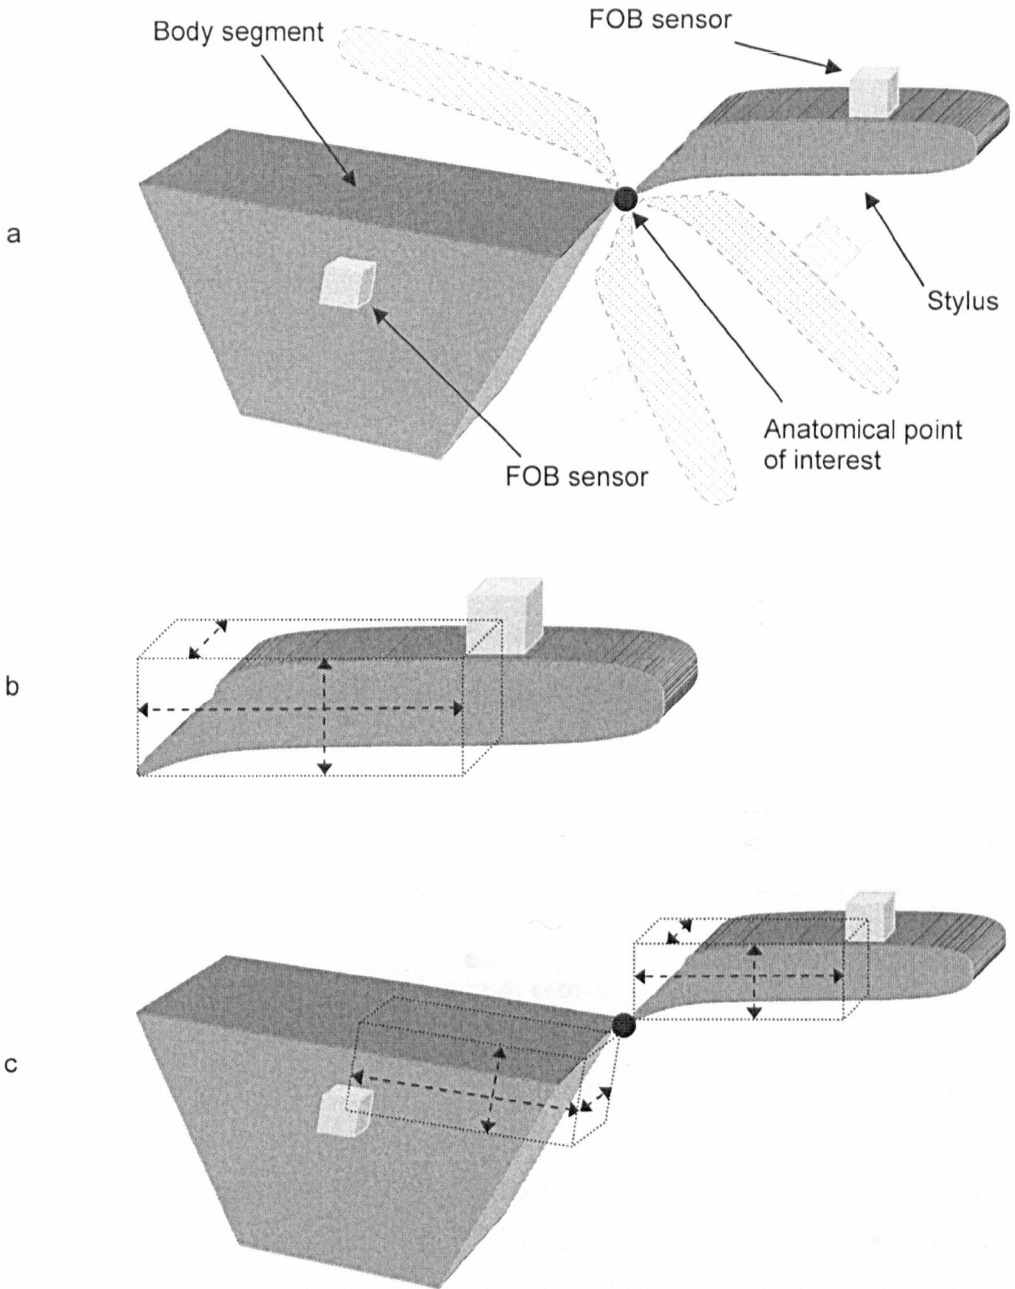 Body segment
FOB sensor
a
Stylus
Anatomical point
of interest
FOB sensor
b
c